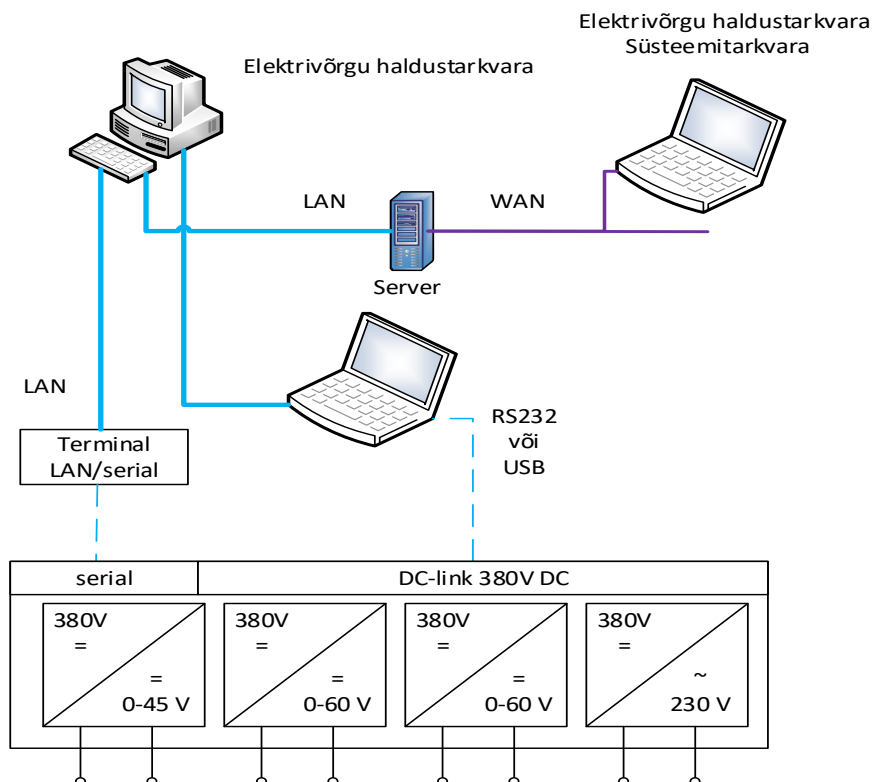 Elektrivõrgu haldustarkvara
Süsteemitarkvara
Elektrivõrgu haldustarkvara
LAN
WAN
Server
LAN
RS232
või
USB
Terminal
LAN/serial
serial
DC-link 380V DC
380V
=
=
0-45 V
380V
=
=
0-60 V
380V
=
=
0-60 V
380V
=
~
230 V